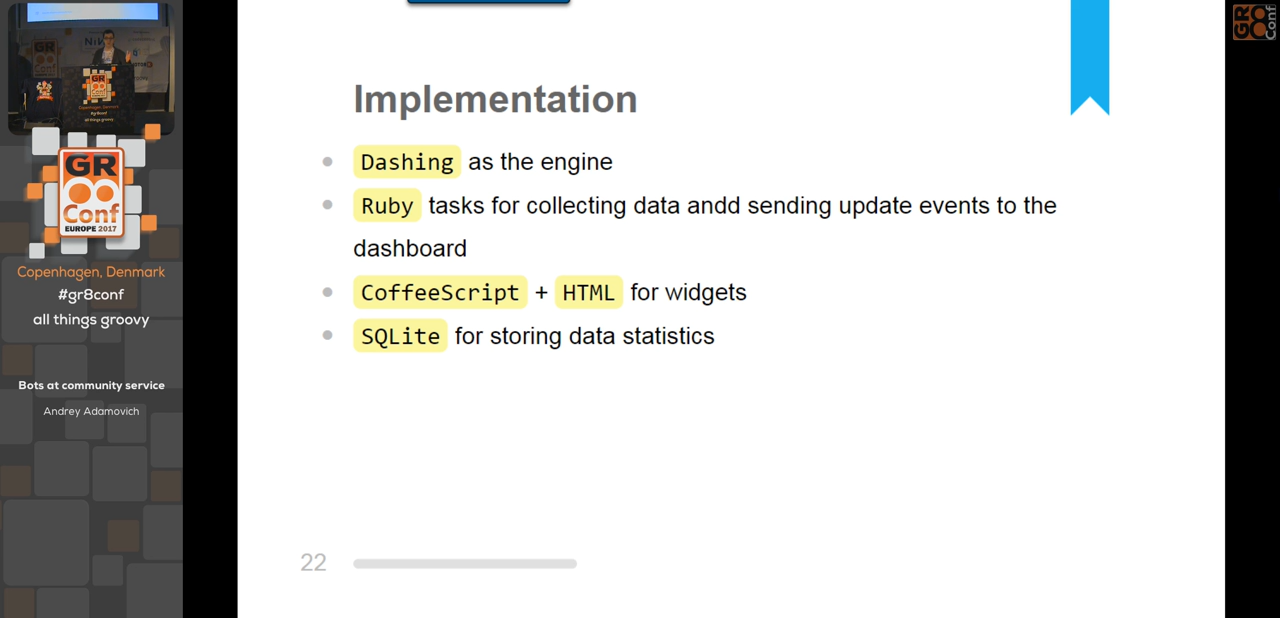 GR
Conf
EUROPE 2017
Copenhagen, Denmark
#gr8conf
all things groovy
Bots at community service
Andrey Adamovich
Implementation
Dashing as the engine
Ruby tasks for collecting data andd sending update events to the
dashboard
CoffeeScript + HTML for widgets
SQLite for storing data statistics
22
GR8Conf